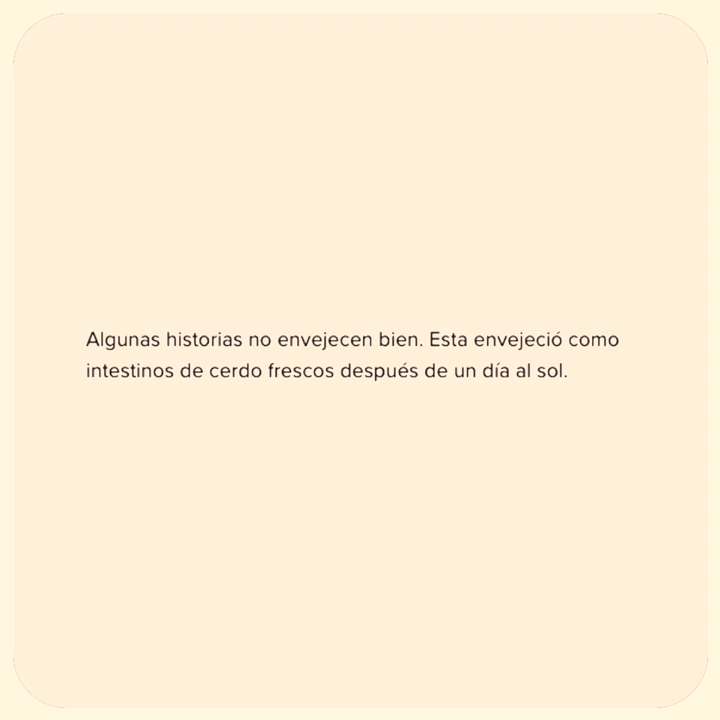 Algunas historias no envejecen bien. Esta envejeció como
intestinos de cerdo frescos después de un día al sol.